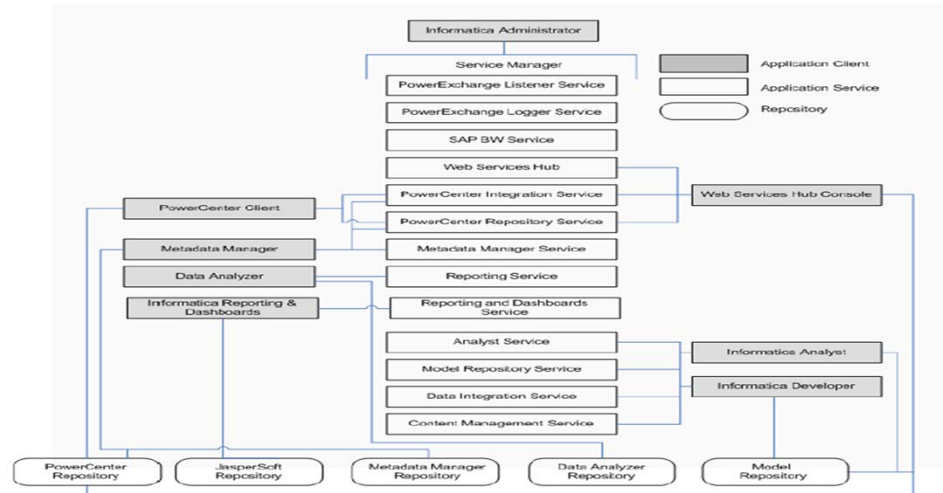 Informatica Administrator
Service Manager
PowerExchange Listener Service
PowerExchange Logger Service
SAP BW Service
Web Services Hub
PowerCenter Integration Service
PowerCenter Repository Service
Metadata Manager Service
Reporting Service
Reporting and Dashboards
Service
Analyst Service
Model Repository Service
Data Integration Service
Content Management Service
Application Client
Application Service
Repository
Web Services Hub Console
PowerCenter Client
Metadata Manager
Data Analyzer
Informatica Reporting &
Dashboards
Informatica Analyst
Informatica Developer
PowerCenter
Repository
JasperSoft
Repository
Metadata Manager
Repository
Data Analyzer
Repository
Model
Repository